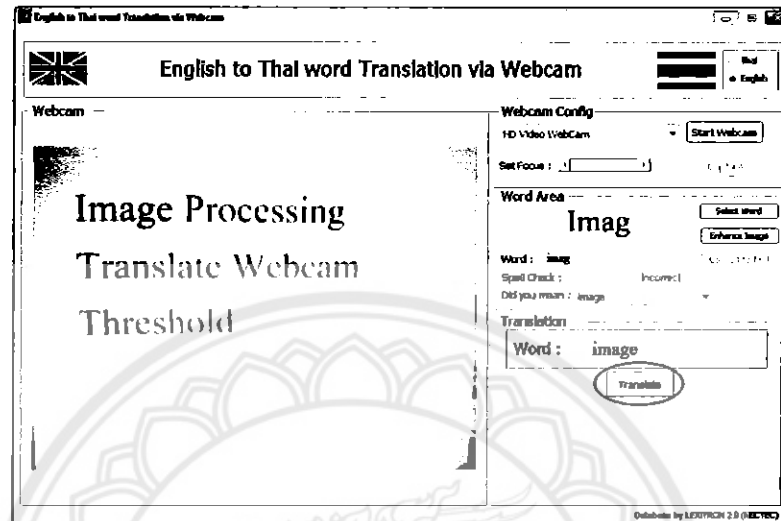 English to Thai word Translation via Webcam
English to Thai word Translation via Webcam
Thai
English
Webcam
Image Processing
Translate Webcam
Threshold
Webcam Config
HD Video WebCam
Start Webcam
Set Focus :
Word Area
Imag
Select Word
Enhance Image
Word : imag
Spell Check : Incorrect
Did you mean : image
Translation
Word : image
Translate
Database by LEXiTRON 2.0 (NECTEC)